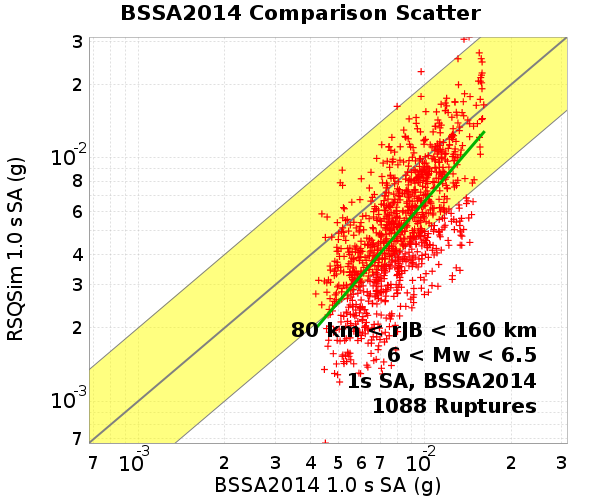 BSSA2014 Comparison Scatter
RSQSim 1.0 s SA (g)
3
2
10-2
8
6
4
3
2
10-3
7
80 km < rJB < 160 km
6 < Mw < 6.5
1s SA, BSSA2014
1088 Ruptures
7 10-3 2 3 4 5 6 7 10-2 2 3
BSSA2014 1.0 s SA (g)